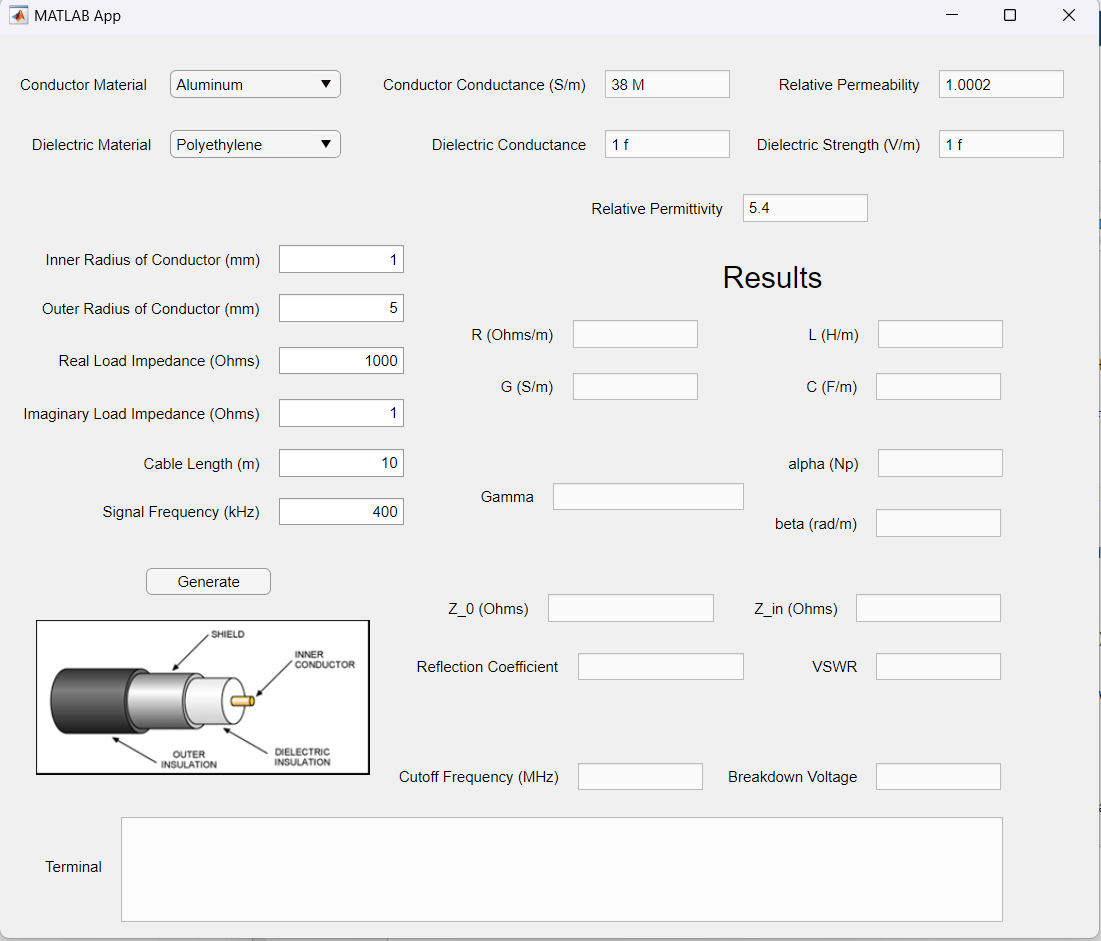 MATLAB App
Conductor Material Aluminum Conductor Conductance (S/m) 38 M Relative Permeability 1.0002
Dielectric Material Polyethylene Dielectric Conductance 1 f Dielectric Strength (V/m) 1 f
Relative Permittivity 5.4
Inner Radius of Conductor (mm) 1
Results
Outer Radius of Conductor (mm) 5
R (Ohms/m) L (H/m)
Real Load Impedance (Ohms) 1000
G (S/m) C (F/m)
Imaginary Load Impedance (Ohms) 1
Cable Length (m) 10
alpha (Np)
Gamma
Signal Frequency (kHz) 400
beta (rad/m)
Generate
Z_0 (Ohms) Z_in (Ohms)
SHIELD
INNER
CONDUCTOR
Reflection Coefficient VSWR
OUTER
INSULATION
DIELECTRIC
INSULATION
Cutoff Frequency (MHz) Breakdown Voltage
Terminal